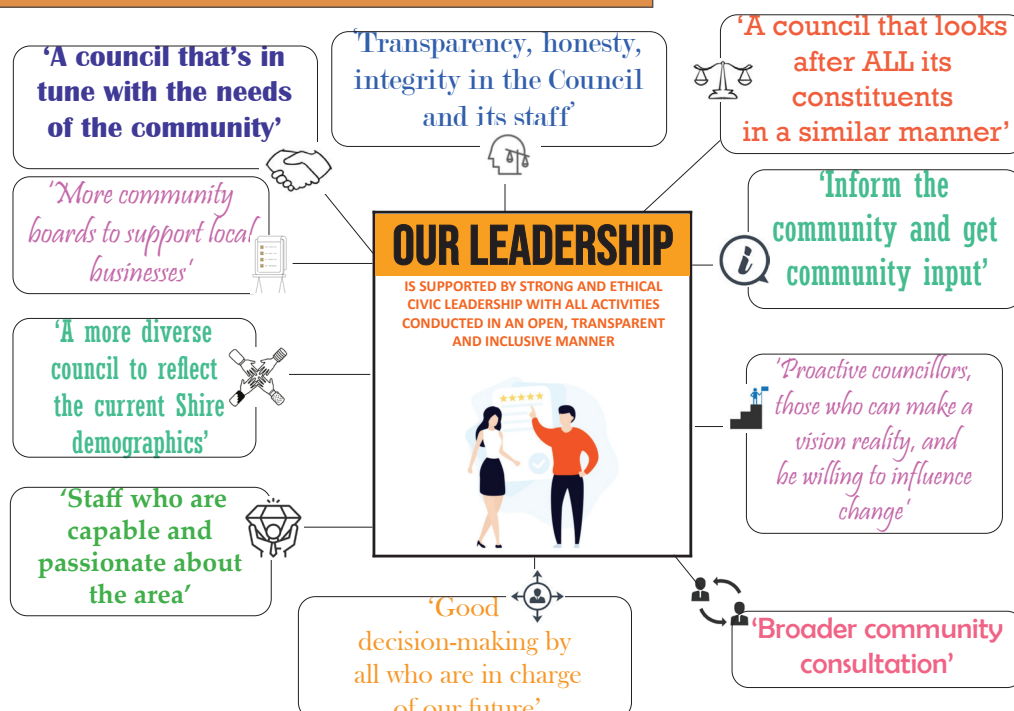 'A council that's in
tune with the needs
of the community'
'Transparency, honesty,
integrity in the Council
and its staff'
'A council that looks
after ALL its
constituents
in a similar manner'
'More community
boards to support local
businesses'
OUR LEADERSHIP
IS SUPPORTED BY STRONG AND ETHICAL
CIVIC LEADERSHIP WITH ALL ACTIVITIES
CONDUCTED IN AN OPEN, TRANSPARENT
AND INCLUSIVE MANNER
'Inform the
community and get
community input'
'A more diverse
council to reflect
the current Shire
demographics'
'Proactive councillors,
those who can make a
vision reality, and
be willing to influence
change'
'Staff who are
capable and
passionate about
the area'
'Good
decision-making by
all who are in charge
of our future'
'Broader community
consultation'